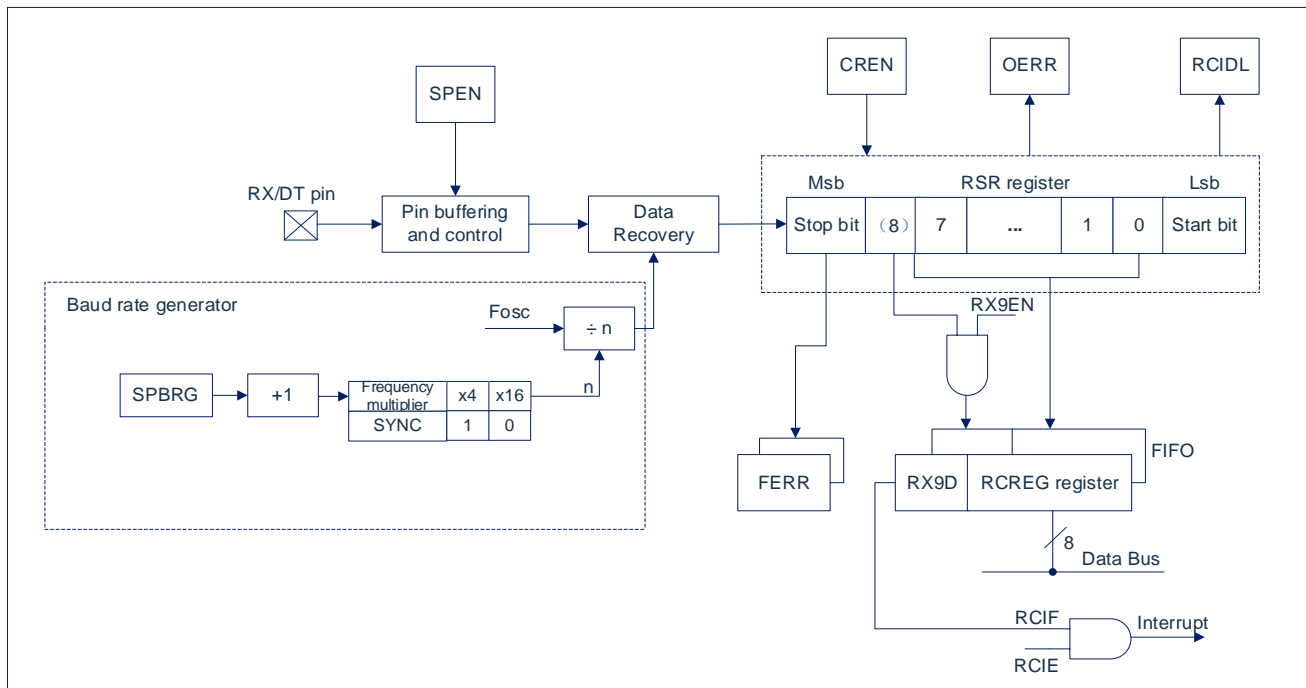 CREN
OERR
RCIDL
SPEN
Msb
RSR register
Lsb
RX/DT pin
Pin buffering
and control
Data
Recovery
Stop bit
（8）
7
...
1
0
Start bit
Baud rate generator
Fosc
÷ n
RX9EN
SPBRG
+1
Frequency
multiplier
x4
x16
n
SYNC
1
0
FERR
RX9D
RCREG register
FIFO
8
Data Bus
RCIF
Interrupt
RCIE